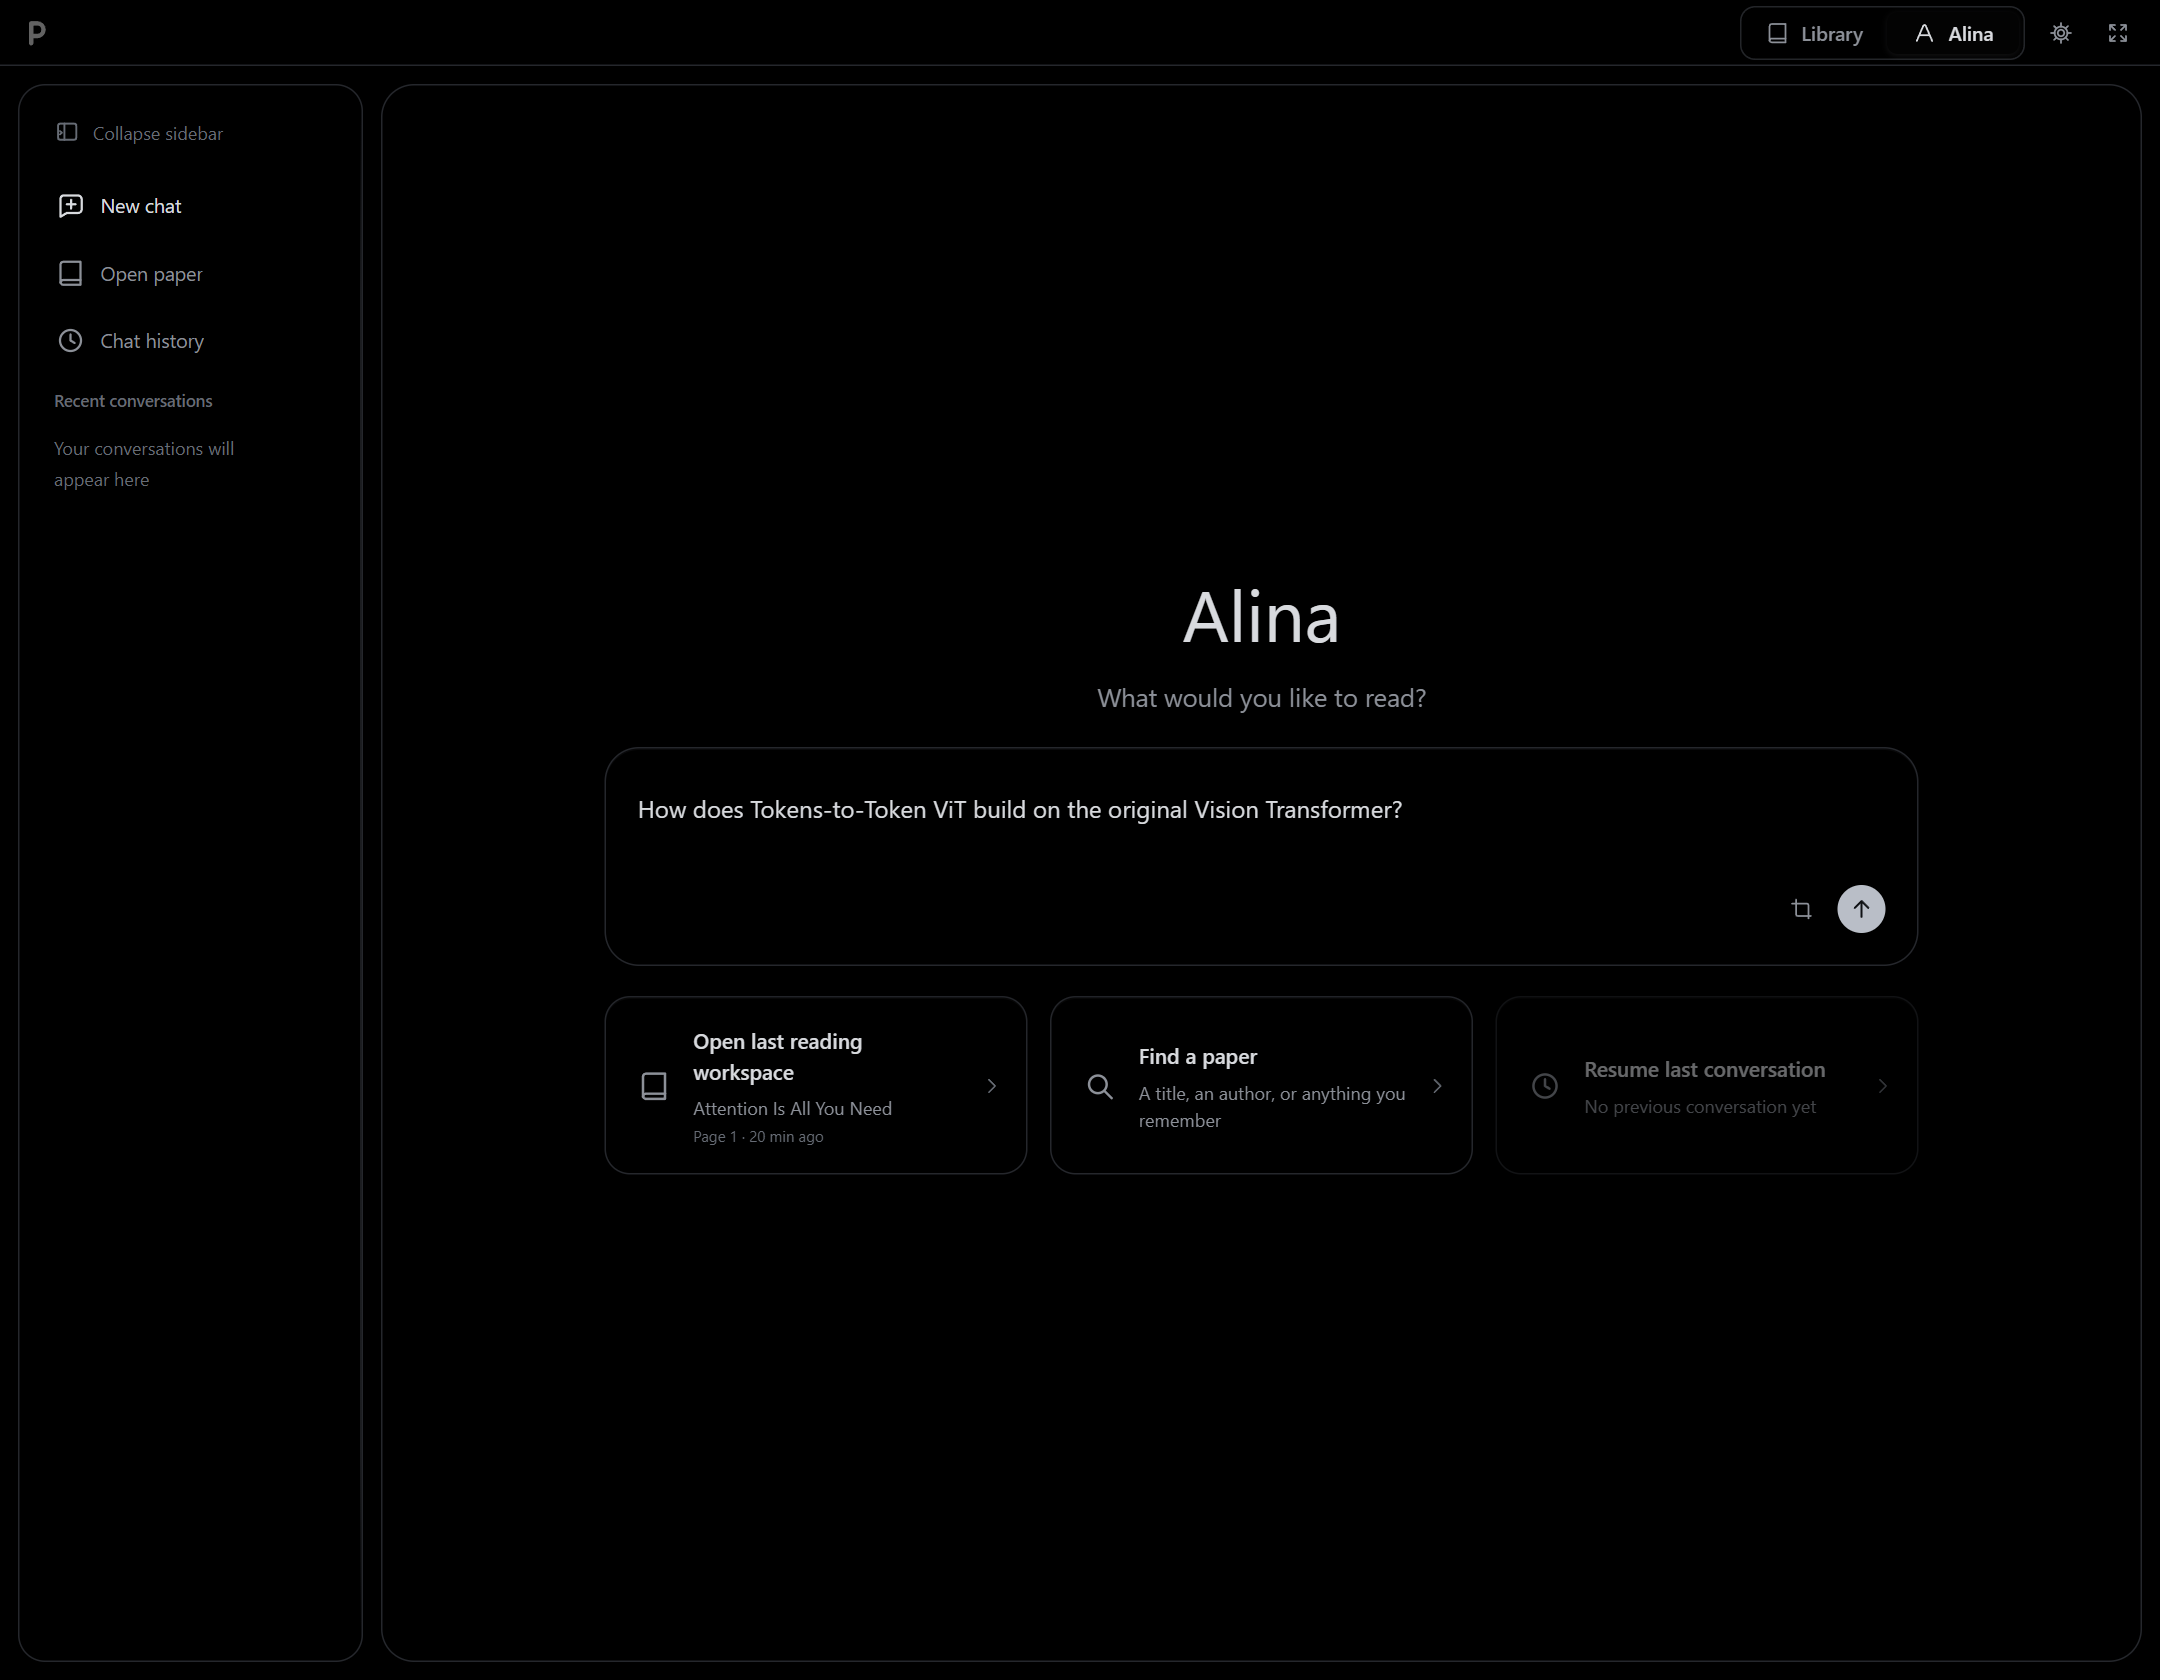 P
Library
Alina
Collapse sidebar
New chat
Open paper
Chat history
Recent conversations
Your conversations will
appear here
Alina
What would you like to read?
How does Tokens-to-Token ViT build on the original Vision Transformer?
Open last reading
workspace
Attention Is All You Need
Page 1 · 20 min ago
Find a paper
A title, an author, or anything you
remember
Resume last conversation
No previous conversation yet